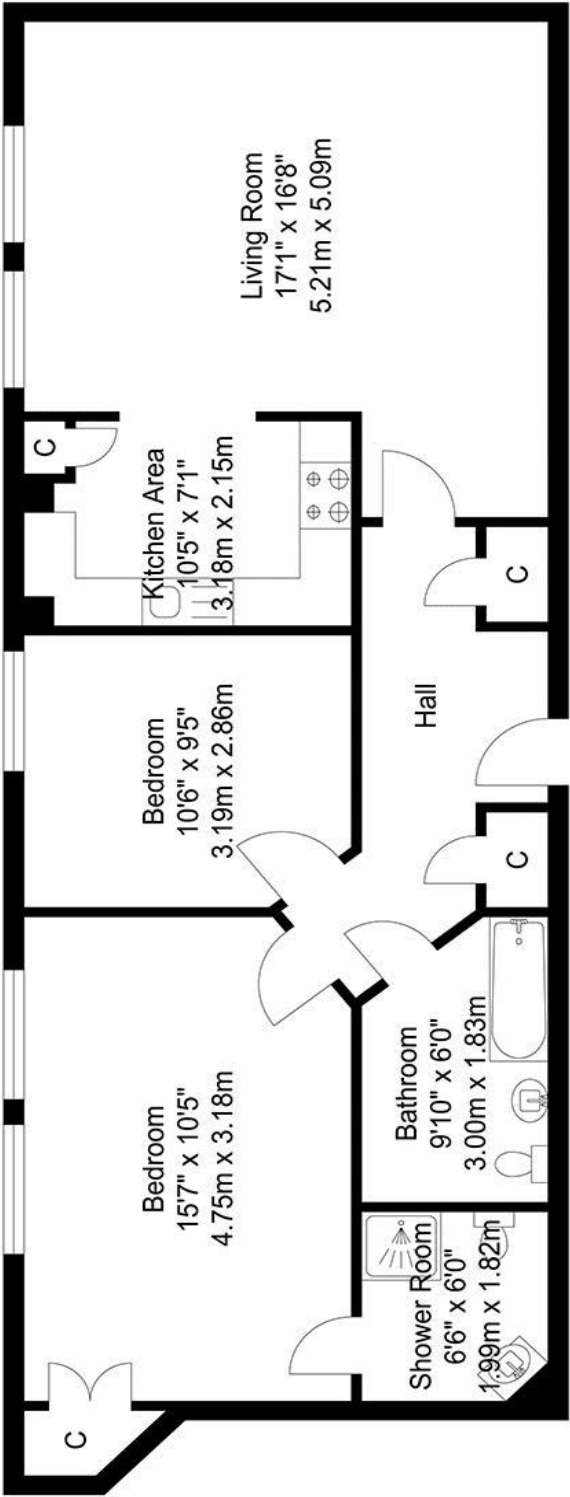 C
Bedroom
15'7" x 10'5"
4.75m x 3.18m
Bedroom
10'6" x 9'5"
3.19m x 2.86m
Kitchen Area
10'5" x 7'1"
3.18m x 2.15m
C
Living Room
17'1" x 16'8"
5.21m x 5.09m
Shower Room
6'6" x 6'0"
1.99m x 1.82m
Bathroom
9'10" x 6'0"
3.00m x 1.83m
C
Hall
C